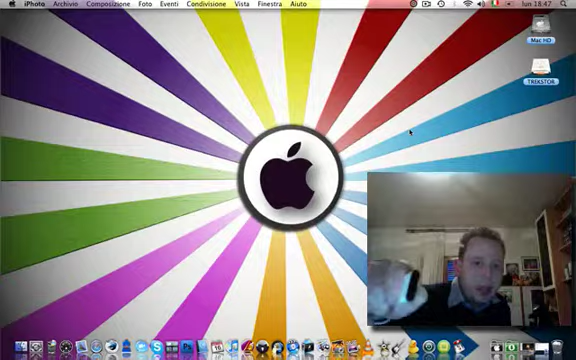 iPhoto Archivio Composizione Foto Eventi Condivisione Vista Finestra Aiuto lun 18.47
Mac HD
TREKSTOR